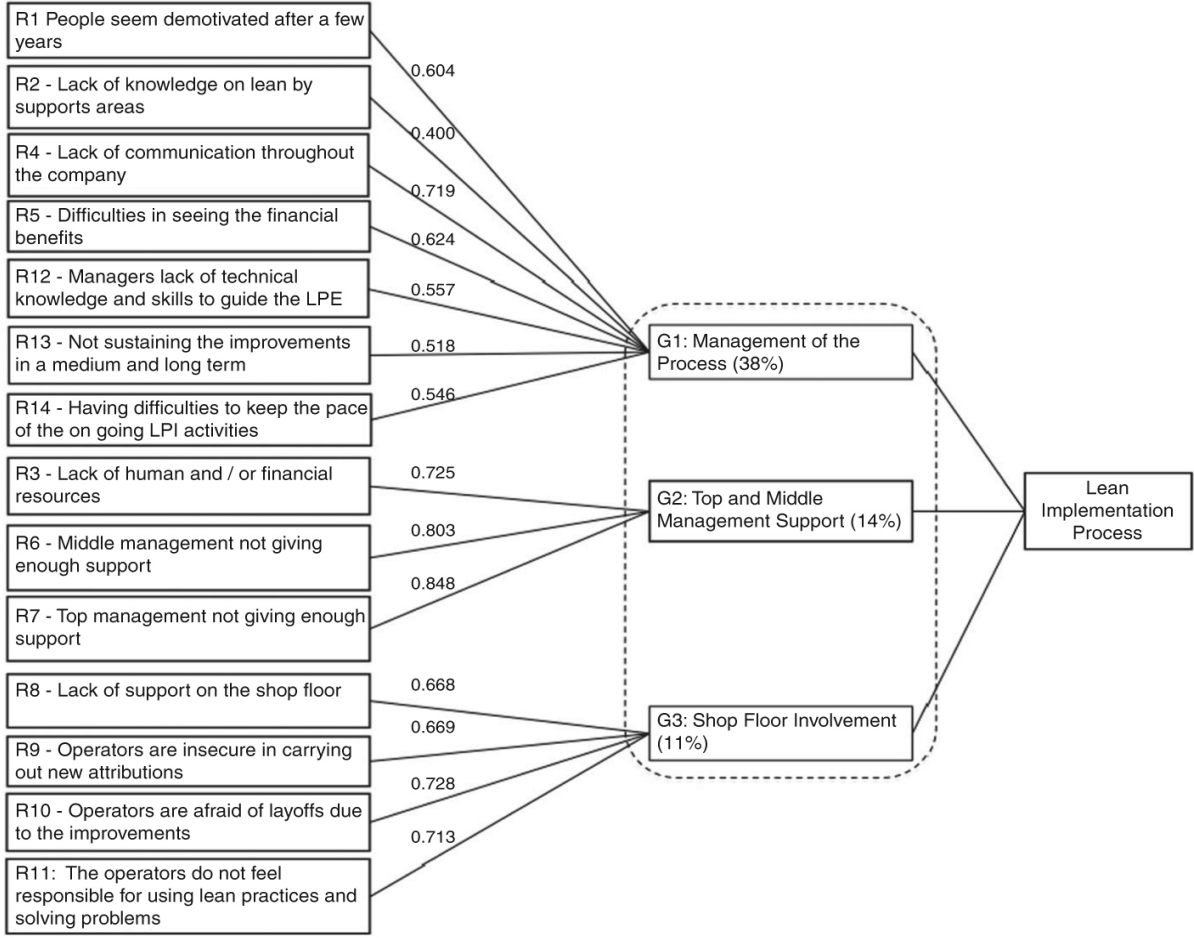 R1 People seem demotivated after a few
years
R2 - Lack of knowledge on lean by
supports areas
R4 - Lack of communication throughout
the company
R5 - Difficulties in seeing the financial
benefits
R12 - Managers lack of technical
knowledge and skills to guide the LPE
R13 - Not sustaining the improvements
in a medium and long term
R14 - Having difficulties to keep the pace
of the on going LPI activities
R3 - Lack of human and / or financial
resources
R6 - Middle management not giving
enough support
R7 - Top management not giving enough
support
R8 - Lack of support on the shop floor
R9 - Operators are insecure in carrying
out new attributions
R10 - Operators are afraid of layoffs due
to the improvements
R11: The operators do not feel
responsible for using lean practices and
solving problems
0.604
0.400
0.719
0.624
0.557
0.518
0.546
0.725
0.803
0.848
0.668
0.669
0.728
0.713
G1: Management of the
Process (38%)
G2: Top and Middle
Management Support (14%)
G3: Shop Floor Involvement
(11%)
Lean
Implementation
Process